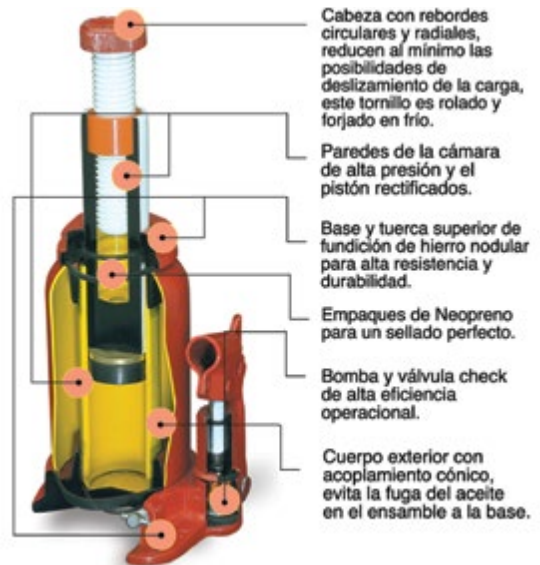 Cabeza con rebordes
circulares y radiales,
reducen al mínimo las
posibilidades de
deslizamiento de la carga,
este tornillo es rolado y
forjado en frío.
Paredes de la cámara
de alta presión y el
pistón rectificados.
Base y tuerca superior de
fundición de hierro nodular
para alta resistencia y
durabilidad.
Empaques de Neopreno
para un sellado perfecto.
Bomba y válvula check
de alta eficiencia
operacional.
Cuerpo exterior con
acoplamiento cónico,
evita la fuga del aceite
en el ensamble a la base.